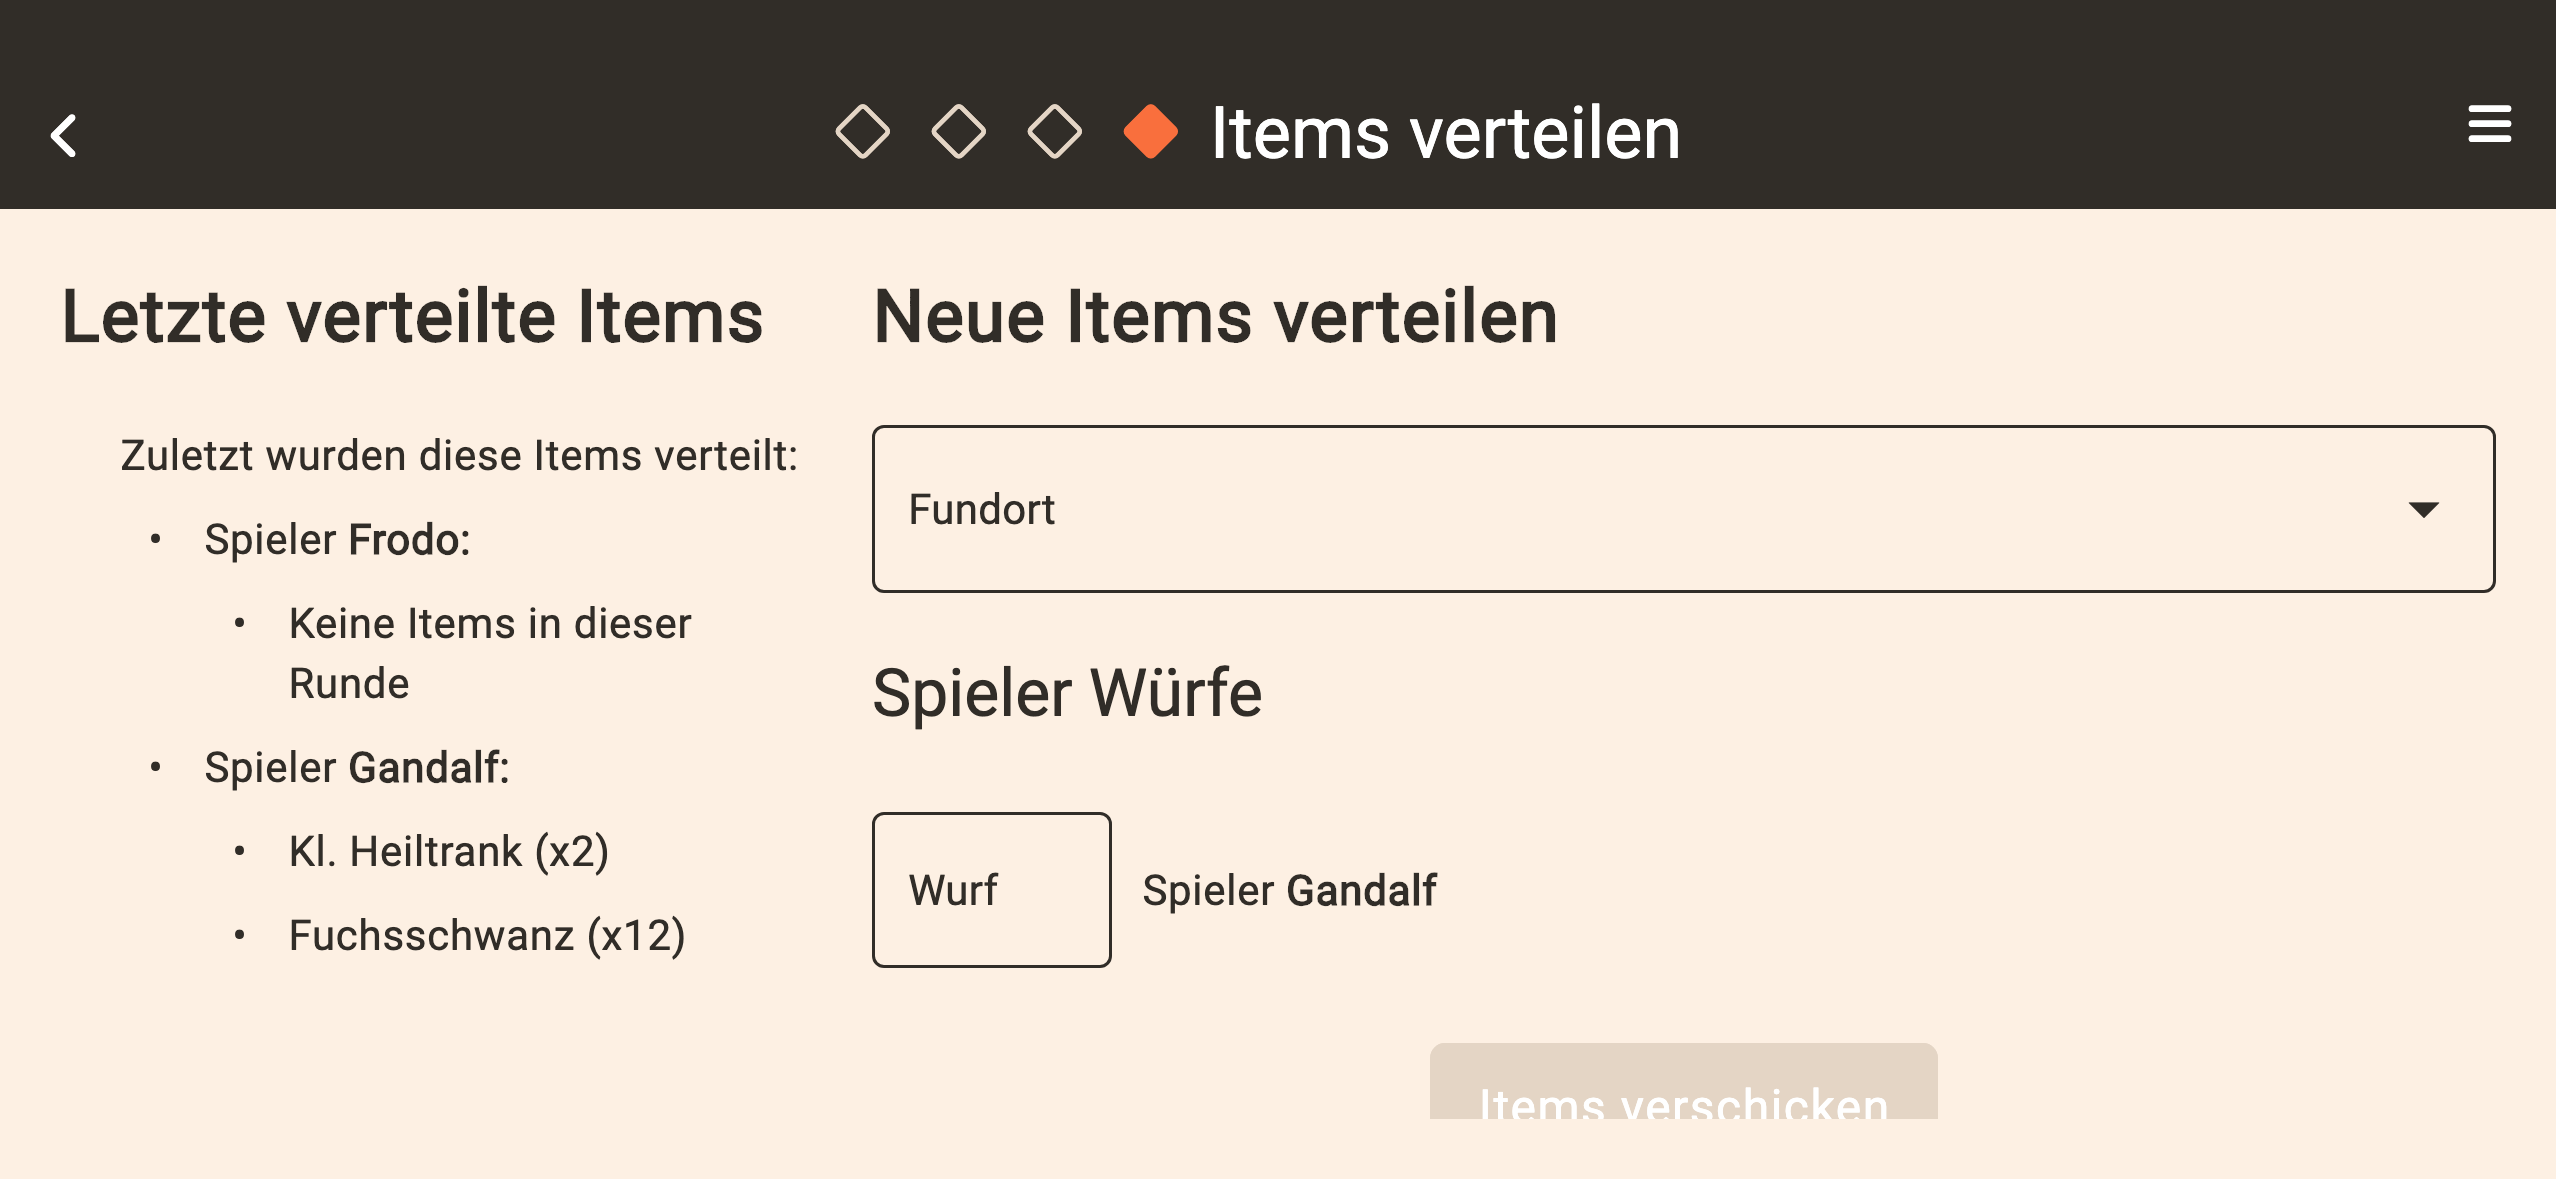 Items verteilen
Letzte verteilte Items
Zuletzt wurden diese Items verteilt:
• Spieler Frodo:
• Keine Items in dieser
Runde
• Spieler Gandalf:
• Kl. Heiltrank (x2)
• Fuchsschwanz (x12)
Neue Items verteilen
Fundort
Spieler Würfe
Wurf
Spieler Gandalf
Items verschicken